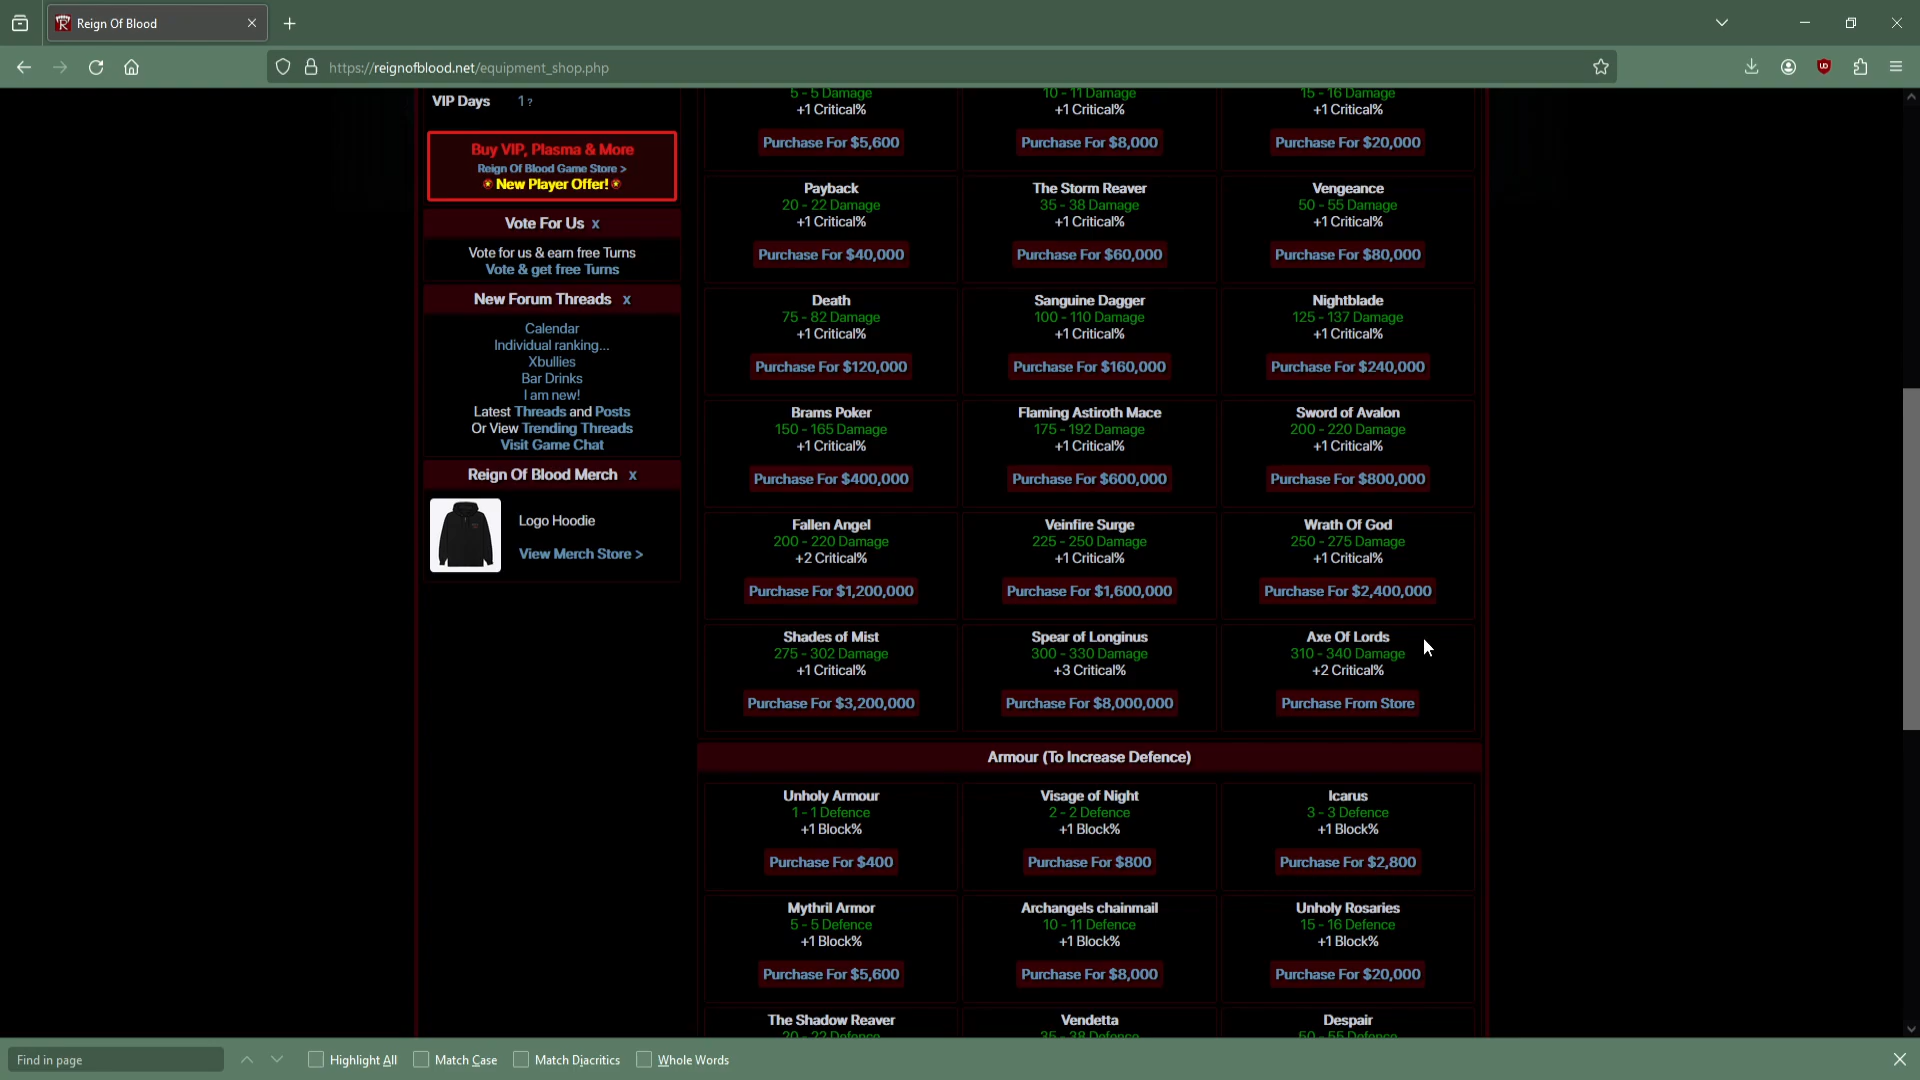 Reign Of Blood
https://reignofblood.net/equipment_shop.php
VIP Days 1 ?
Buy VIP, Plasma & More
Reign Of Blood Game Store >
New Player Offer!
Vote For Us x
Vote for us & earn free Turns
Vote & get free Turns
New Forum Threads x
Calendar
Individual ranking...
Xbullies
Bar Drinks
I am new!
Latest Threads and Posts
Or View Trending Threads
Visit Game Chat
Reign Of Blood Merch x
Logo Hoodie
View Merch Store >
5 - 5 Damage 10 - 11 Damage 15 - 16 Damage
+1 Critical% +1 Critical% +1 Critical%
Purchase For $5,600 Purchase For $8,000 Purchase For $20,000
Payback The Storm Reaver Vengeance
20 - 22 Damage 35 - 38 Damage 50 - 55 Damage
+1 Critical% +1 Critical% +1 Critical%
Purchase For $40,000 Purchase For $60,000 Purchase For $80,000
Death Sanguine Dagger Nightblade
75 - 82 Damage 100 - 110 Damage 125 - 137 Damage
+1 Critical% +1 Critical% +1 Critical%
Purchase For $120,000 Purchase For $160,000 Purchase For $240,000
Brams Poker Flaming Astiroth Mace Sword of Avalon
150 - 165 Damage 175 - 192 Damage 200 - 220 Damage
+1 Critical% +1 Critical% +1 Critical%
Purchase For $400,000 Purchase For $600,000 Purchase For $800,000
Fallen Angel Veinfire Surge Wrath Of God
200 - 220 Damage 225 - 250 Damage 250 - 275 Damage
+2 Critical% +1 Critical% +1 Critical%
Purchase For $1,200,000 Purchase For $1,600,000 Purchase For $2,400,000
Shades of Mist Spear of Longinus Axe Of Lords
275 - 302 Damage 300 - 330 Damage 310 - 340 Damage
+1 Critical% +3 Critical% +2 Critical%
Purchase For $3,200,000 Purchase For $8,000,000 Purchase From Store
Armour (To Increase Defence)
Unholy Armour Visage of Night Icarus
1 - 1 Defence 2 - 2 Defence 3 - 3 Defence
+1 Block% +1 Block% +1 Block%
Purchase For $400 Purchase For $800 Purchase For $2,800
Mythril Armor Archangels chainmail Unholy Rosaries
5 - 5 Defence 10 - 11 Defence 15 - 16 Defence
+1 Block% +1 Block% +1 Block%
Purchase For $5,600 Purchase For $8,000 Purchase For $20,000
The Shadow Reaver Vendetta Despair
20 - 22 Defence 35 - 38 Defence 50 - 55 Defence
Find in page Highlight All Match Case Match Diacritics Whole Words